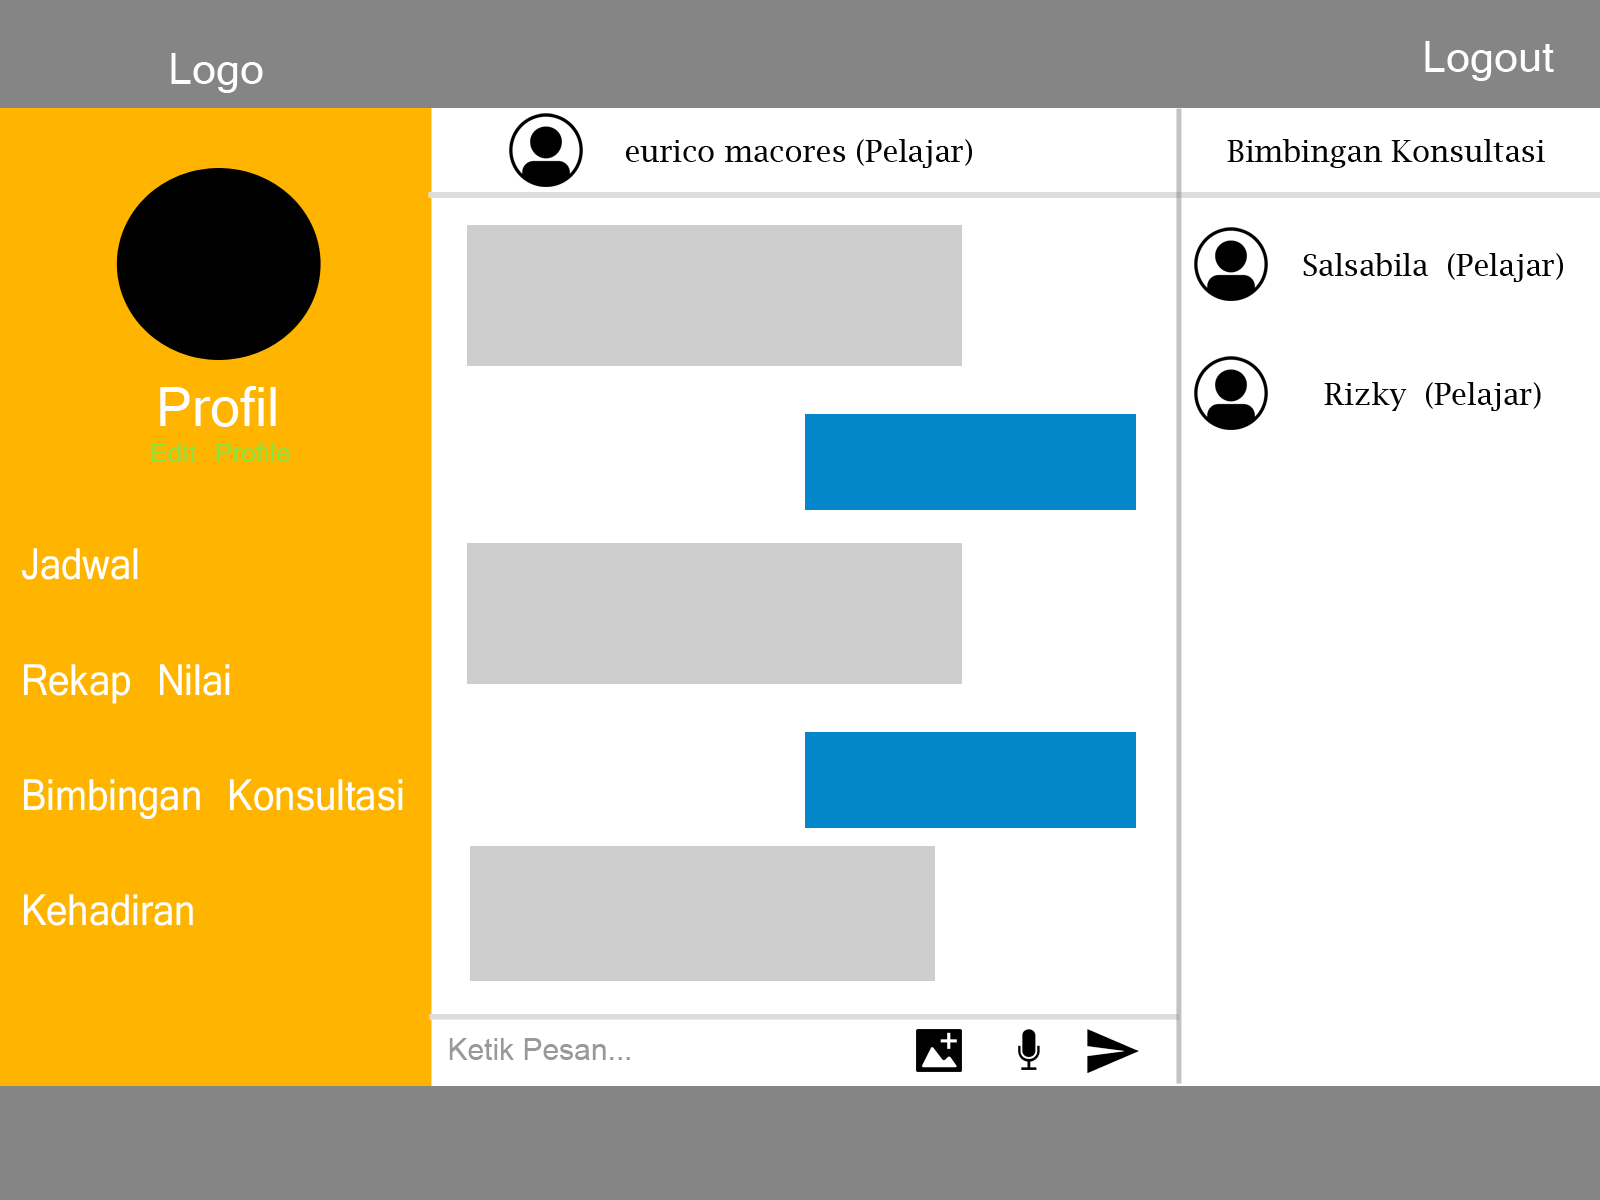 Logo
Logout
Profil
Edit Profile
Jadwal
Rekap Nilai
Bimbingan Konsultasi
Kehadiran
eurico macores (Pelajar)
Ketik Pesan...
Bimbingan Konsultasi
Salsabila (Pelajar)
Rizky (Pelajar)